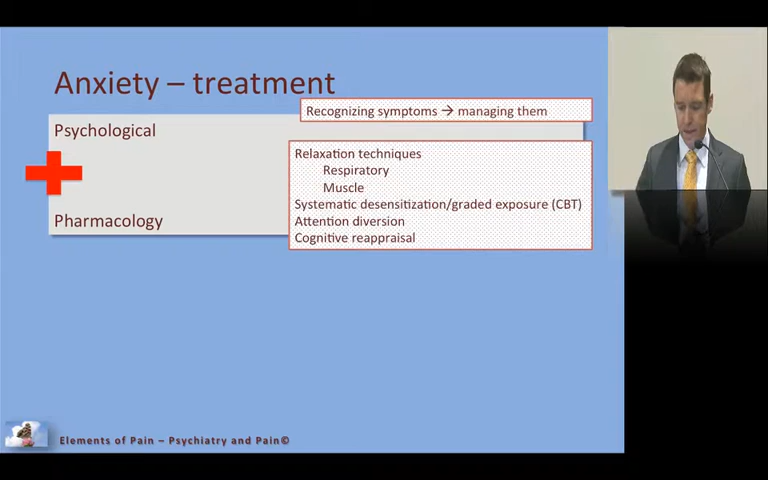 Anxiety – treatment
Recognizing symptoms → managing them
Psychological
Relaxation techniques
Respiratory
Muscle
Systematic desensitization/graded exposure (CBT)
Attention diversion
Cognitive reappraisal
Pharmacology
Elements of Pain – Psychiatry and Pain©